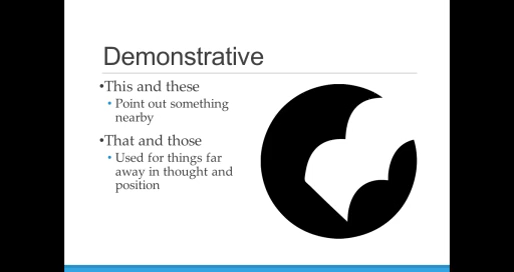 Demonstrative
•This and these
• Point out something
nearby
•That and those
• Used for things far
away in thought and
position